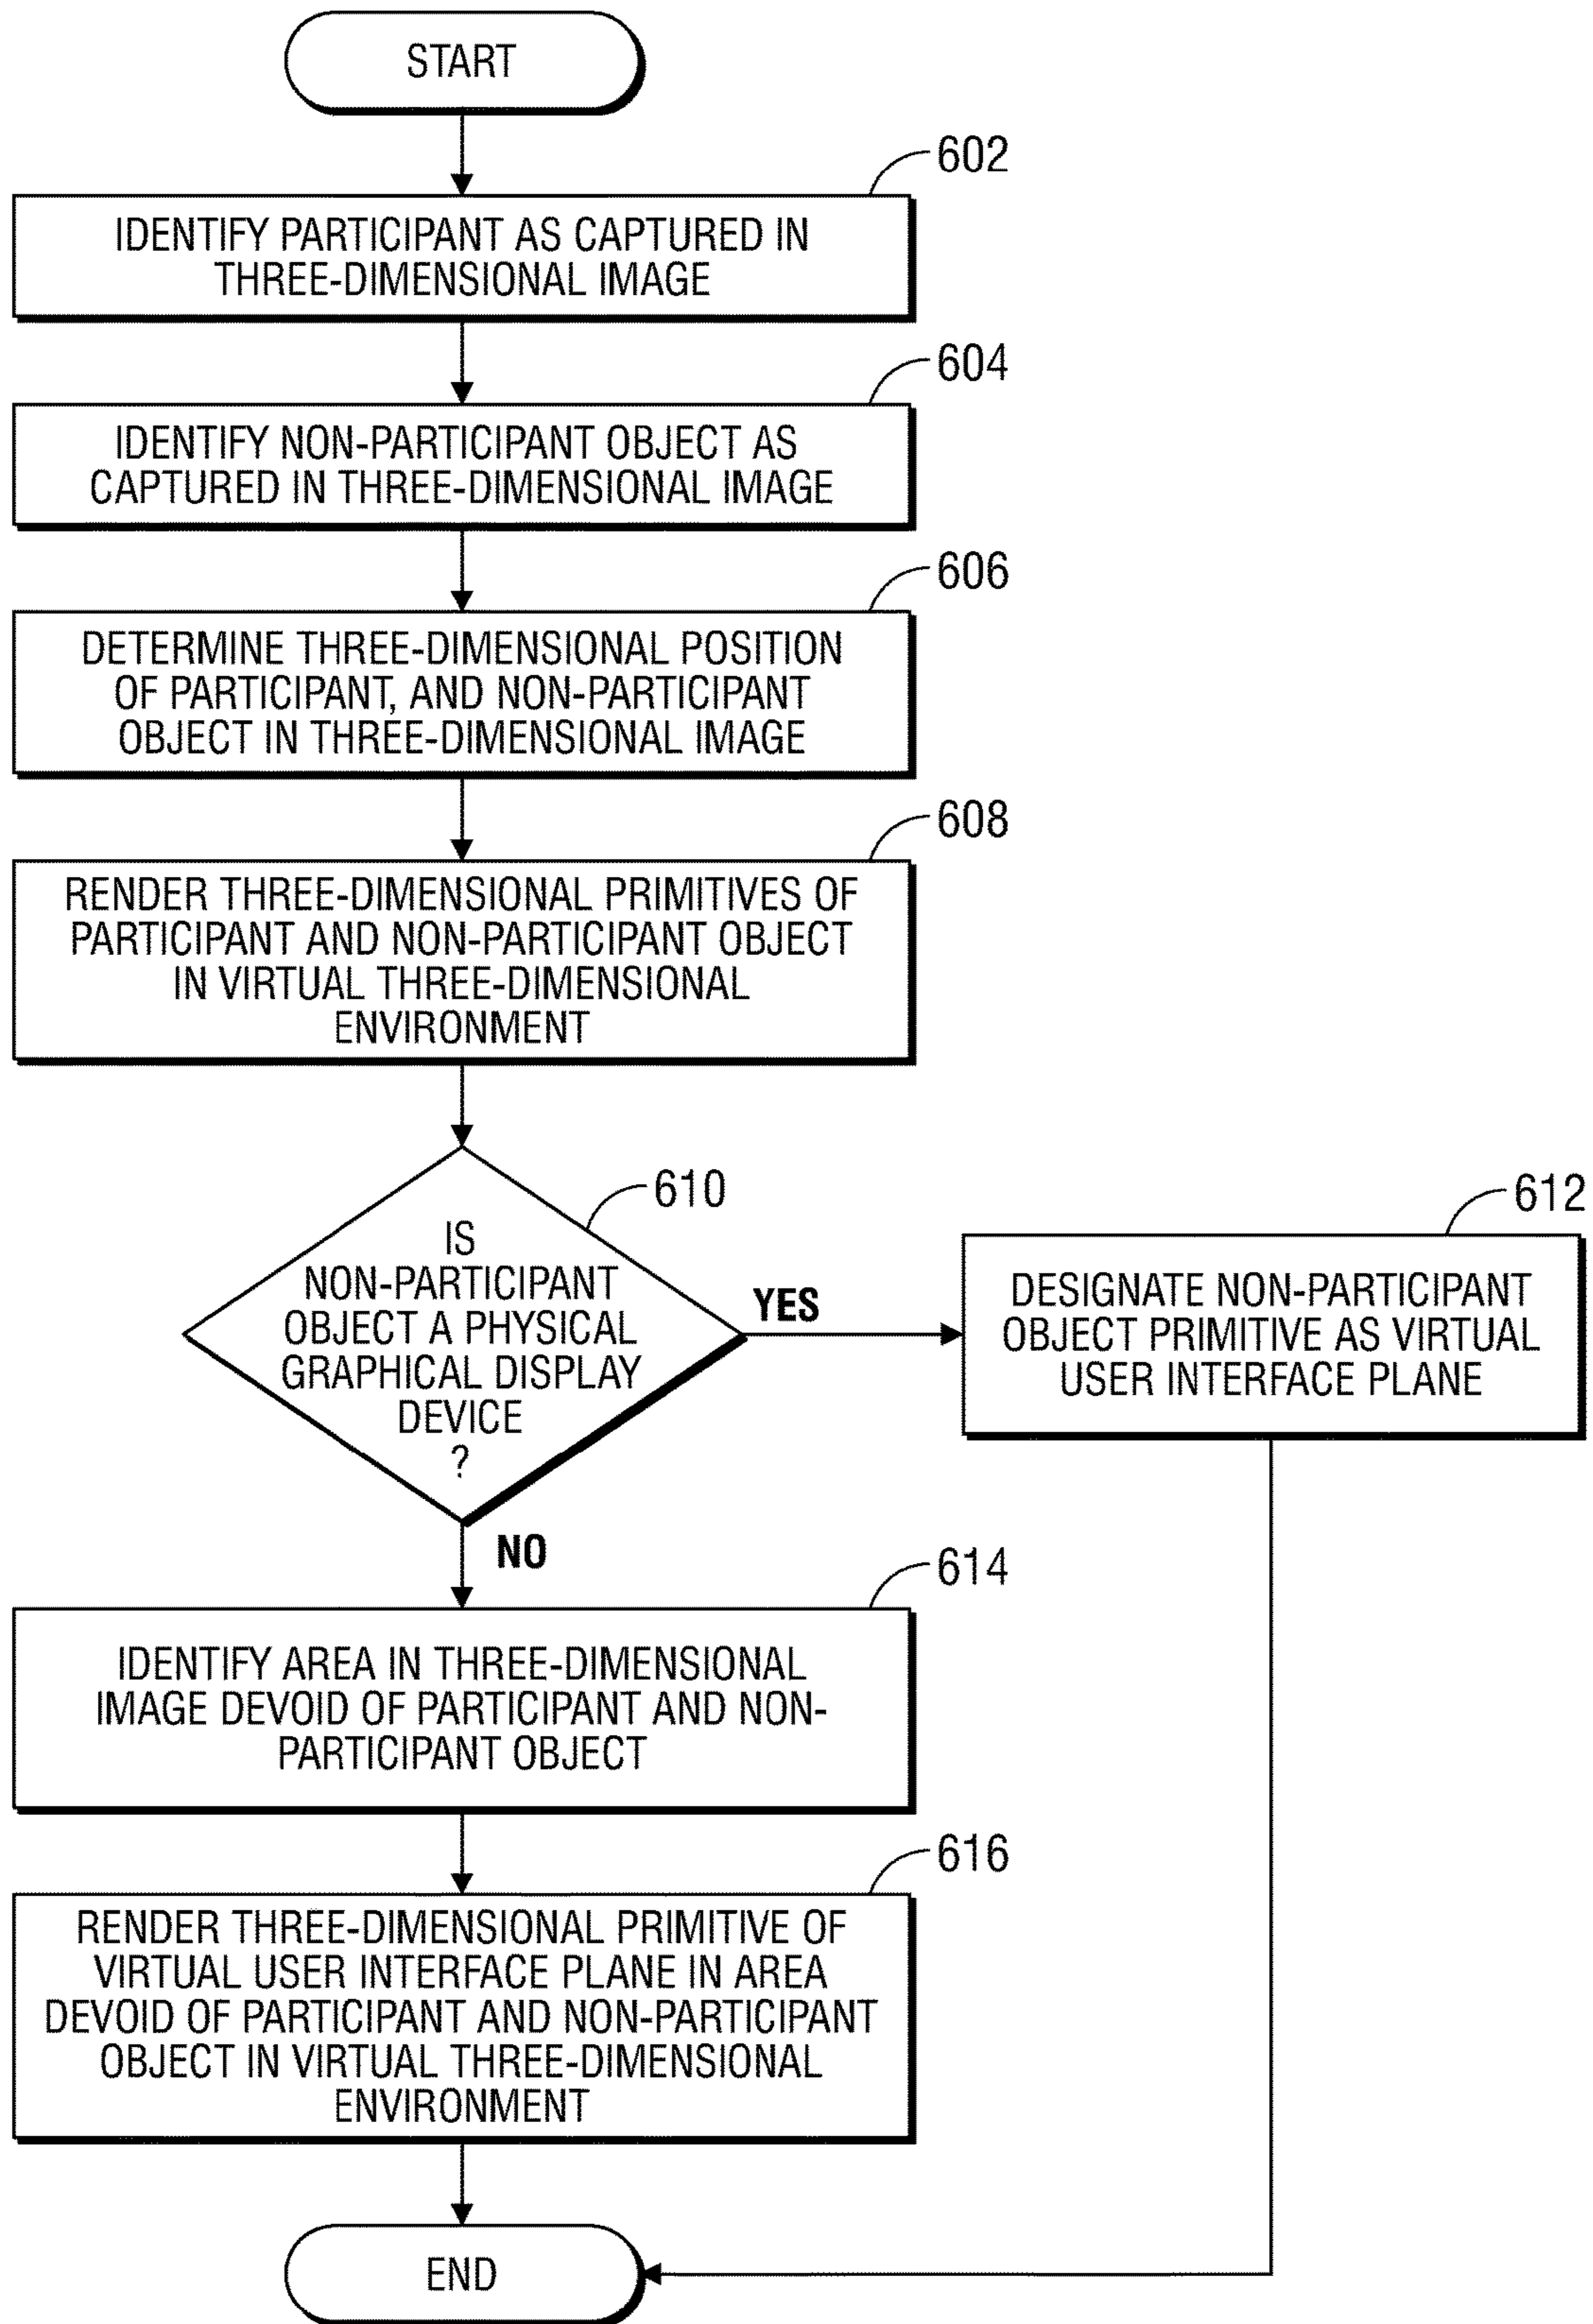 START
602
IDENTIFY PARTICIPANT AS CAPTURED IN
THREE-DIMENSIONAL IMAGE
604
IDENTIFY NON-PARTICIPANT OBJECT AS
CAPTURED IN THREE-DIMENSIONAL IMAGE
606
DETERMINE THREE-DIMENSIONAL POSITION
OF PARTICIPANT, AND NON-PARTICIPANT
OBJECT IN THREE-DIMENSIONAL IMAGE
608
RENDER THREE-DIMENSIONAL PRIMITIVES OF
PARTICIPANT AND NON-PARTICIPANT OBJECT
IN VIRTUAL THREE-DIMENSIONAL
ENVIRONMENT
610
IS
NON-PARTICIPANT
OBJECT A PHYSICAL
GRAPHICAL DISPLAY
DEVICE
?
YES
612
DESIGNATE NON-PARTICIPANT
OBJECT PRIMITIVE AS VIRTUAL
USER INTERFACE PLANE
NO
614
IDENTIFY AREA IN THREE-DIMENSIONAL
IMAGE DEVOID OF PARTICIPANT AND NON-
PARTICIPANT OBJECT
616
RENDER THREE-DIMENSIONAL PRIMITIVE OF
VIRTUAL USER INTERFACE PLANE IN AREA
DEVOID OF PARTICIPANT AND NON-PARTICIPANT
OBJECT IN VIRTUAL THREE-DIMENSIONAL
ENVIRONMENT
END